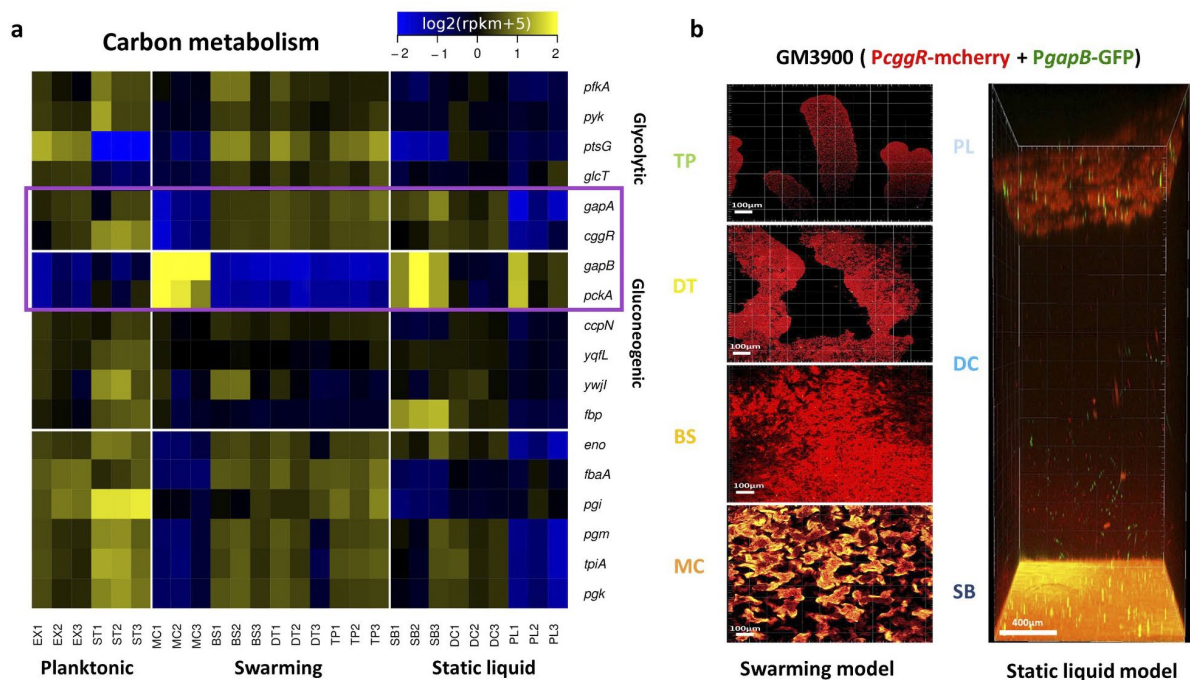 a
Carbon metabolism
log2(rpkm+5)
−2 −1 0 1 2
pfkA
pyk
ptsG
glcT
gapA
cggR
gapB
pckA
ccpN
yqfL
ywjI
fbp
eno
fbaA
pgi
pgm
tpiA
pgk
Glycolytic
Gluconeogenic
EX1 EX2 EX3 ST1 ST2 ST3 MC1 MC2 MC3 BS1 BS2 BS3 DT1 DT2 DT3 TP1 TP2 TP3 SB1 SB2 SB3 DC1 DC2 DC3 PL1 PL2 PL3
Planktonic Swarming Static liquid
b
GM3900 ( PcggR-mcherry + PgapB-GFP)
TP
100µm
DT
100µm
BS
100µm
MC
100µm
Swarming model
PL
DC
SB
400µm
Static liquid model